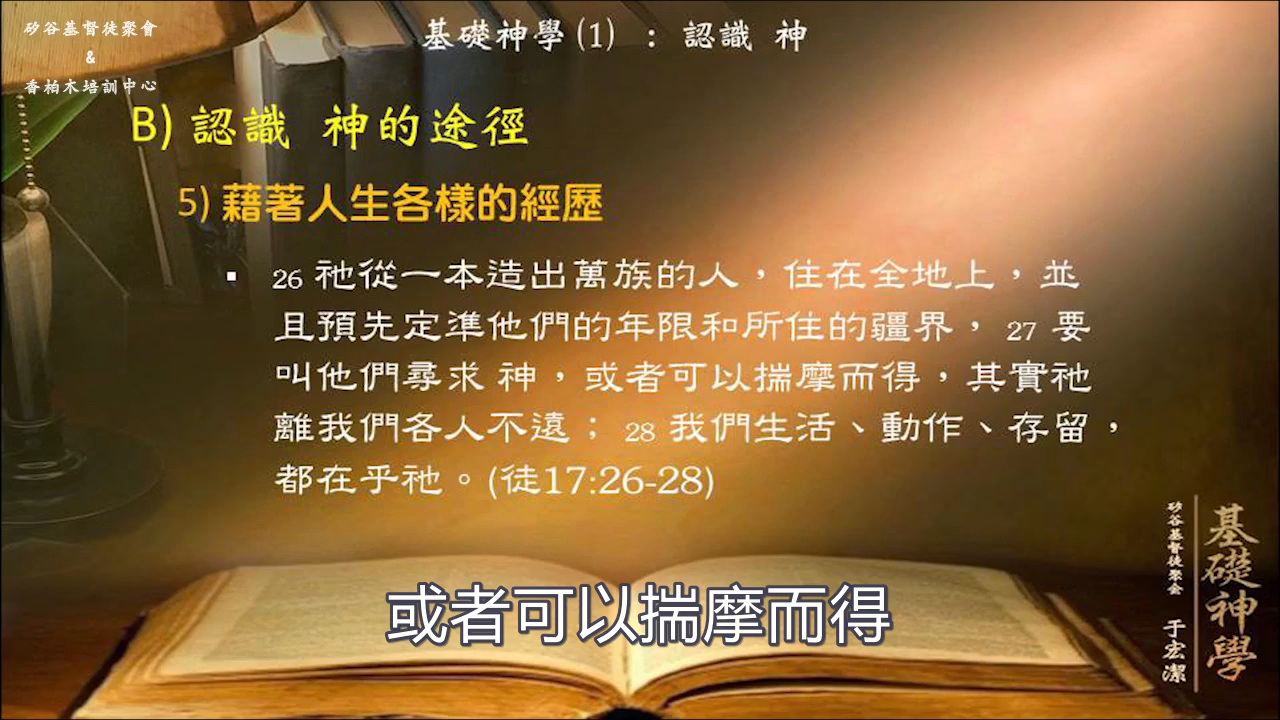 矽谷基督徒聚會
&
香柏木培訓中心
基礎神學 (1) ： 認識 神
B) 認識 神的途徑
5) 藉著人生各樣的經歷
▪ 26 祂從一本造出萬族的人，住在全地上，並
且預先定準他們的年限和所住的疆界， 27 要
叫他們尋求 神，或者可以揣摩而得，其實祂
離我們各人不遠； 28 我們生活、動作、存留，
都在乎祂。(徒17:26-28)
或者可以揣摩而得
基礎神學
矽谷基督徒聚會 于宏潔